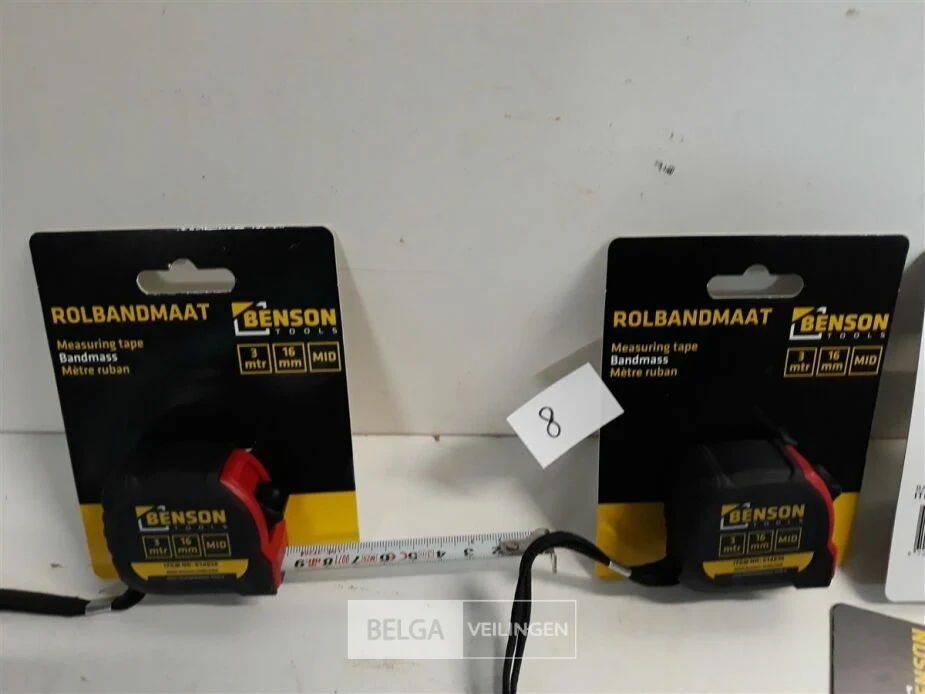 ROLBANDMAAT
BENSON
TOOLS
Measuring tape
Bandmass
Mètre ruban
3 mtr
16 mm
MID
BENSON
TOOLS
3 mtr
16 mm
MID
8
ROLBANDMAAT
BENSON
TOOLS
Measuring tape
Bandmass
Mètre ruban
3 mtr
16 mm
MID
BENSON
TOOLS
3 mtr
16 mm
MID
BELGA VEILINGEN